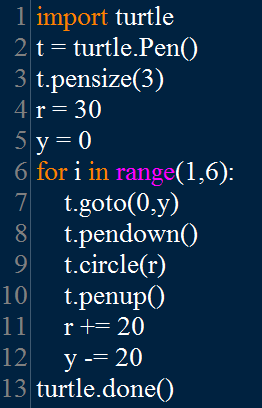 1 import turtle
2 t = turtle.Pen()
3 t.pensize(3)
4 r = 30
5 y = 0
6 for i in range(1,6):
7     t.goto(0,y)
8     t.pendown()
9     t.circle(r)
10     t.penup()
11     r += 20
12     y -= 20
13 turtle.done()